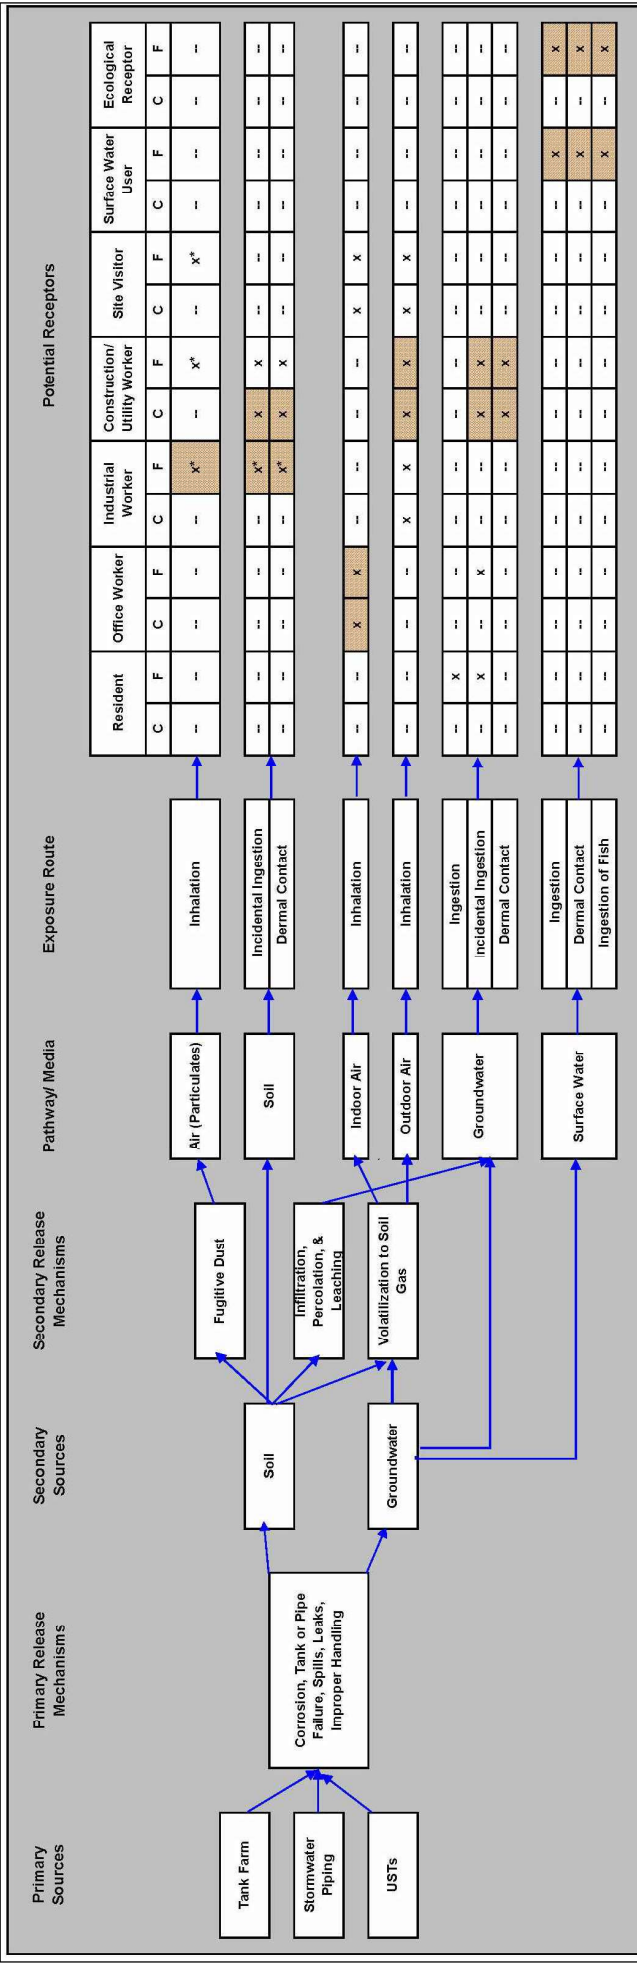 Primary
Sources
Primary Release
Mechanisms
Secondary
Sources
Secondary Release
Mechanisms
Pathway/ Media
Exposure Route
Potential Receptors
Tank Farm
Stormwater
Piping
USTs
Corrosion, Tank or Pipe
Failure, Spills, Leaks,
Improper Handling
Soil
Groundwater
Fugitive Dust
Infiltration,
Percolation, &
Leaching
Volatilization to Soil
Gas
Air (Particulates)
Soil
Indoor Air
Outdoor Air
Groundwater
Surface Water
Inhalation
Incidental Ingestion
Dermal Contact
Inhalation
Inhalation
Ingestion
Incidental Ingestion
Dermal Contact
Ingestion
Dermal Contact
Ingestion of Fish
Resident
Office Worker
Industrial
Worker
Construction/
Utility Worker
Site Visitor
Surface Water
User
Ecological
Receptor
C F C F C F C F C F C F C F
-- -- -- -- -- x* -- x* -- x* -- -- -- --
-- -- -- -- -- x* x x -- -- -- -- -- --
-- -- -- -- -- x* x x -- -- -- -- -- --
-- -- x x -- -- -- -- x x -- -- -- --
-- -- -- -- x x x x x x -- -- -- --
-- x -- -- -- -- -- -- -- -- -- -- -- --
-- x -- x -- -- x x -- -- -- -- -- --
-- -- -- -- -- -- x x -- -- -- -- -- --
-- -- -- -- -- -- -- -- -- -- -- x -- x
-- -- -- -- -- -- -- -- -- -- -- x -- x
-- -- -- -- -- -- -- -- -- -- -- x -- x